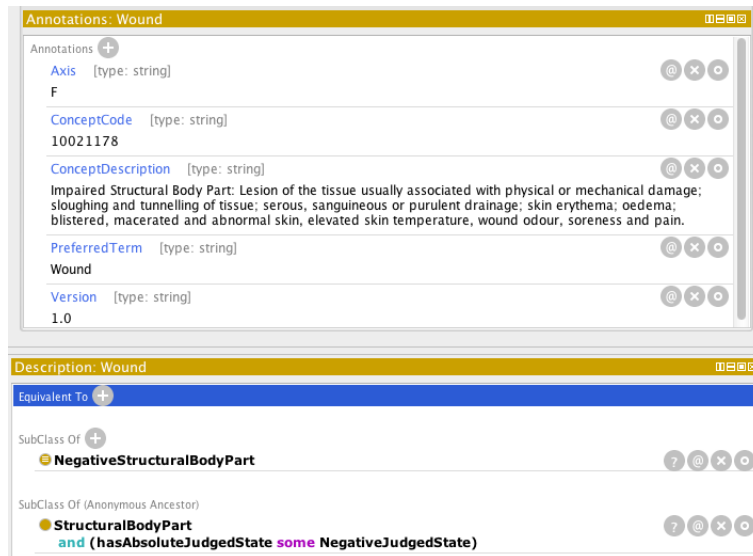 Annotations: Wound
Annotations
Axis [type: string]
F
ConceptCode [type: string]
10021178
ConceptDescription [type: string]
Impaired Structural Body Part: Lesion of the tissue usually associated with physical or mechanical damage;
sloughing and tunnelling of tissue; serous, sanguineous or purulent drainage; skin erythema; oedema;
blistered, macerated and abnormal skin, elevated skin temperature, wound odour, soreness and pain.
PreferredTerm [type: string]
Wound
Version [type: string]
1.0
Description: Wound
Equivalent To
SubClass Of
NegativeStructuralBodyPart
SubClass Of (Anonymous Ancestor)
StructuralBodyPart
and (hasAbsoluteJudgedState some NegativeJudgedState)